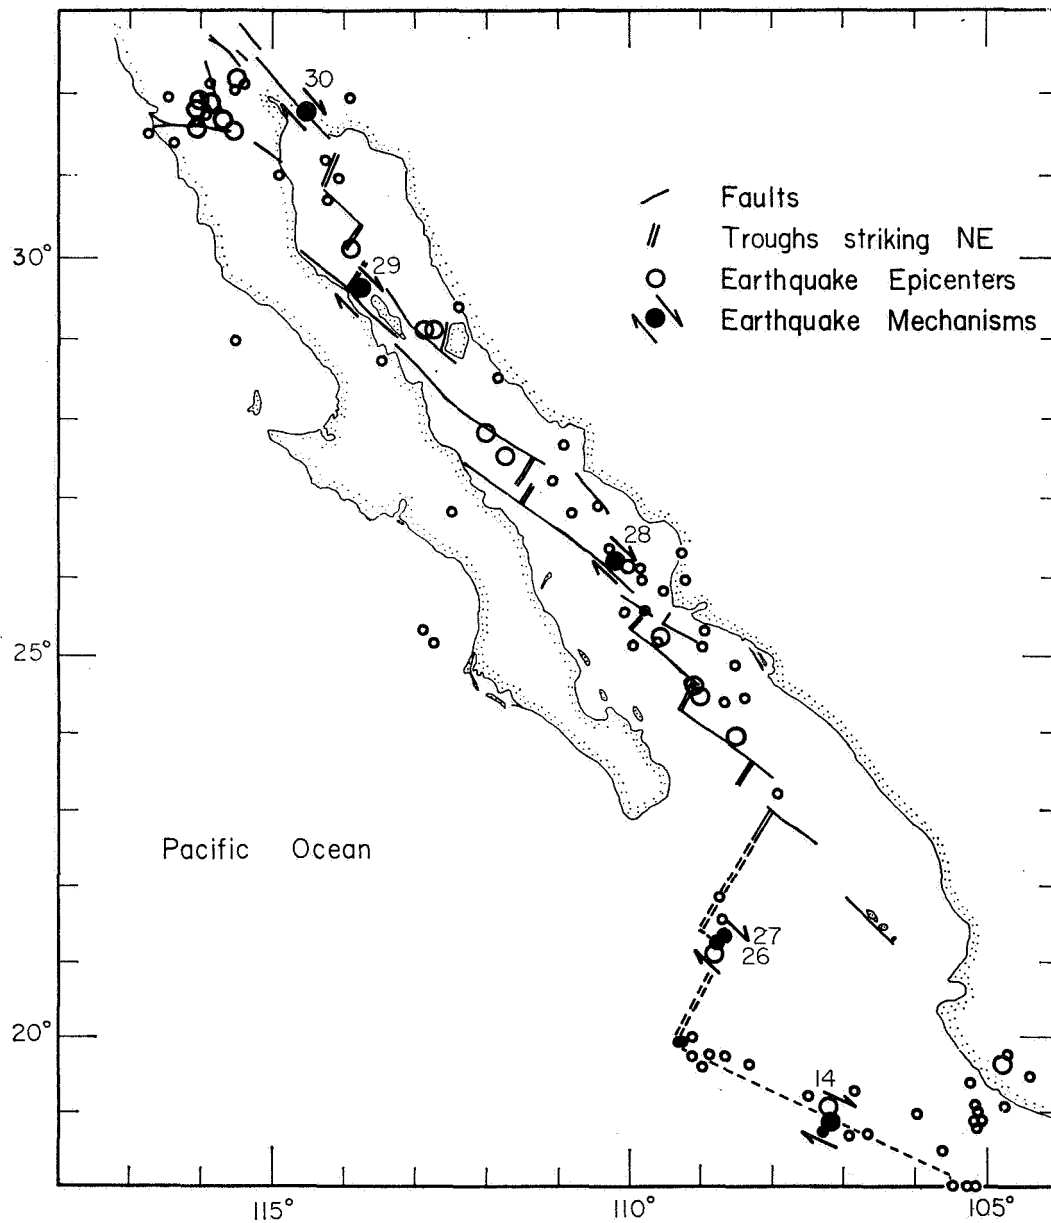 30
Faults
Troughs striking NE
30°
29
Earthquake Epicenters
Earthquake Mechanisms
28
25°
Pacific Ocean
27
26
20°
14
115°
110°
105°